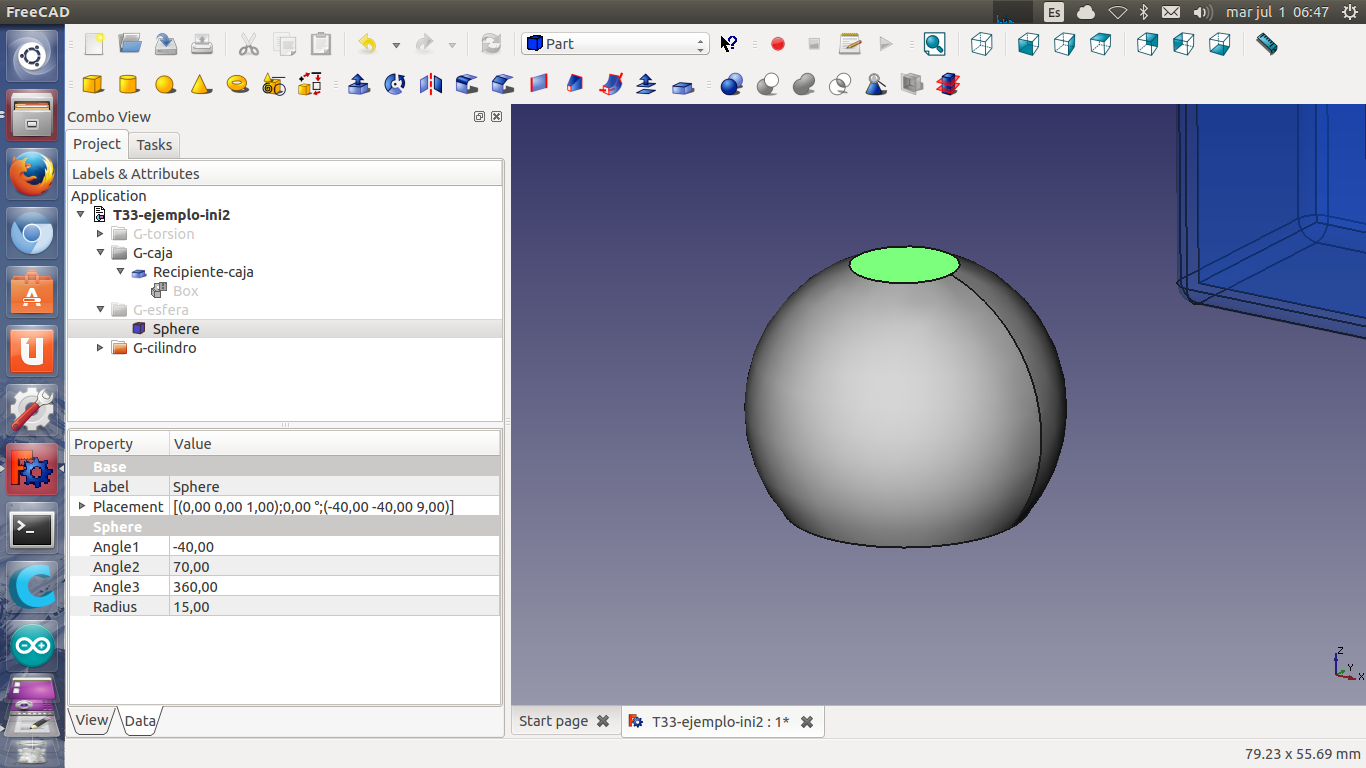 FreeCAD
Es
mar jul 1 06:47
Part
Combo View
Project
Tasks
Labels & Attributes
Application
T33-ejemplo-ini2
G-torsion
G-caja
Recipiente-caja
Box
G-esfera
Sphere
G-cilindro
Property Value
Base
Label Sphere
Placement [(0,00 0,00 1,00);0,00 °;(-40,00 -40,00 9,00)]
Sphere
Angle1 -40,00
Angle2 70,00
Angle3 360,00
Radius 15,00
View
Data
Z
Y
X
Start page
T33-ejemplo-ini2 : 1*
79.23 x 55.69 mm